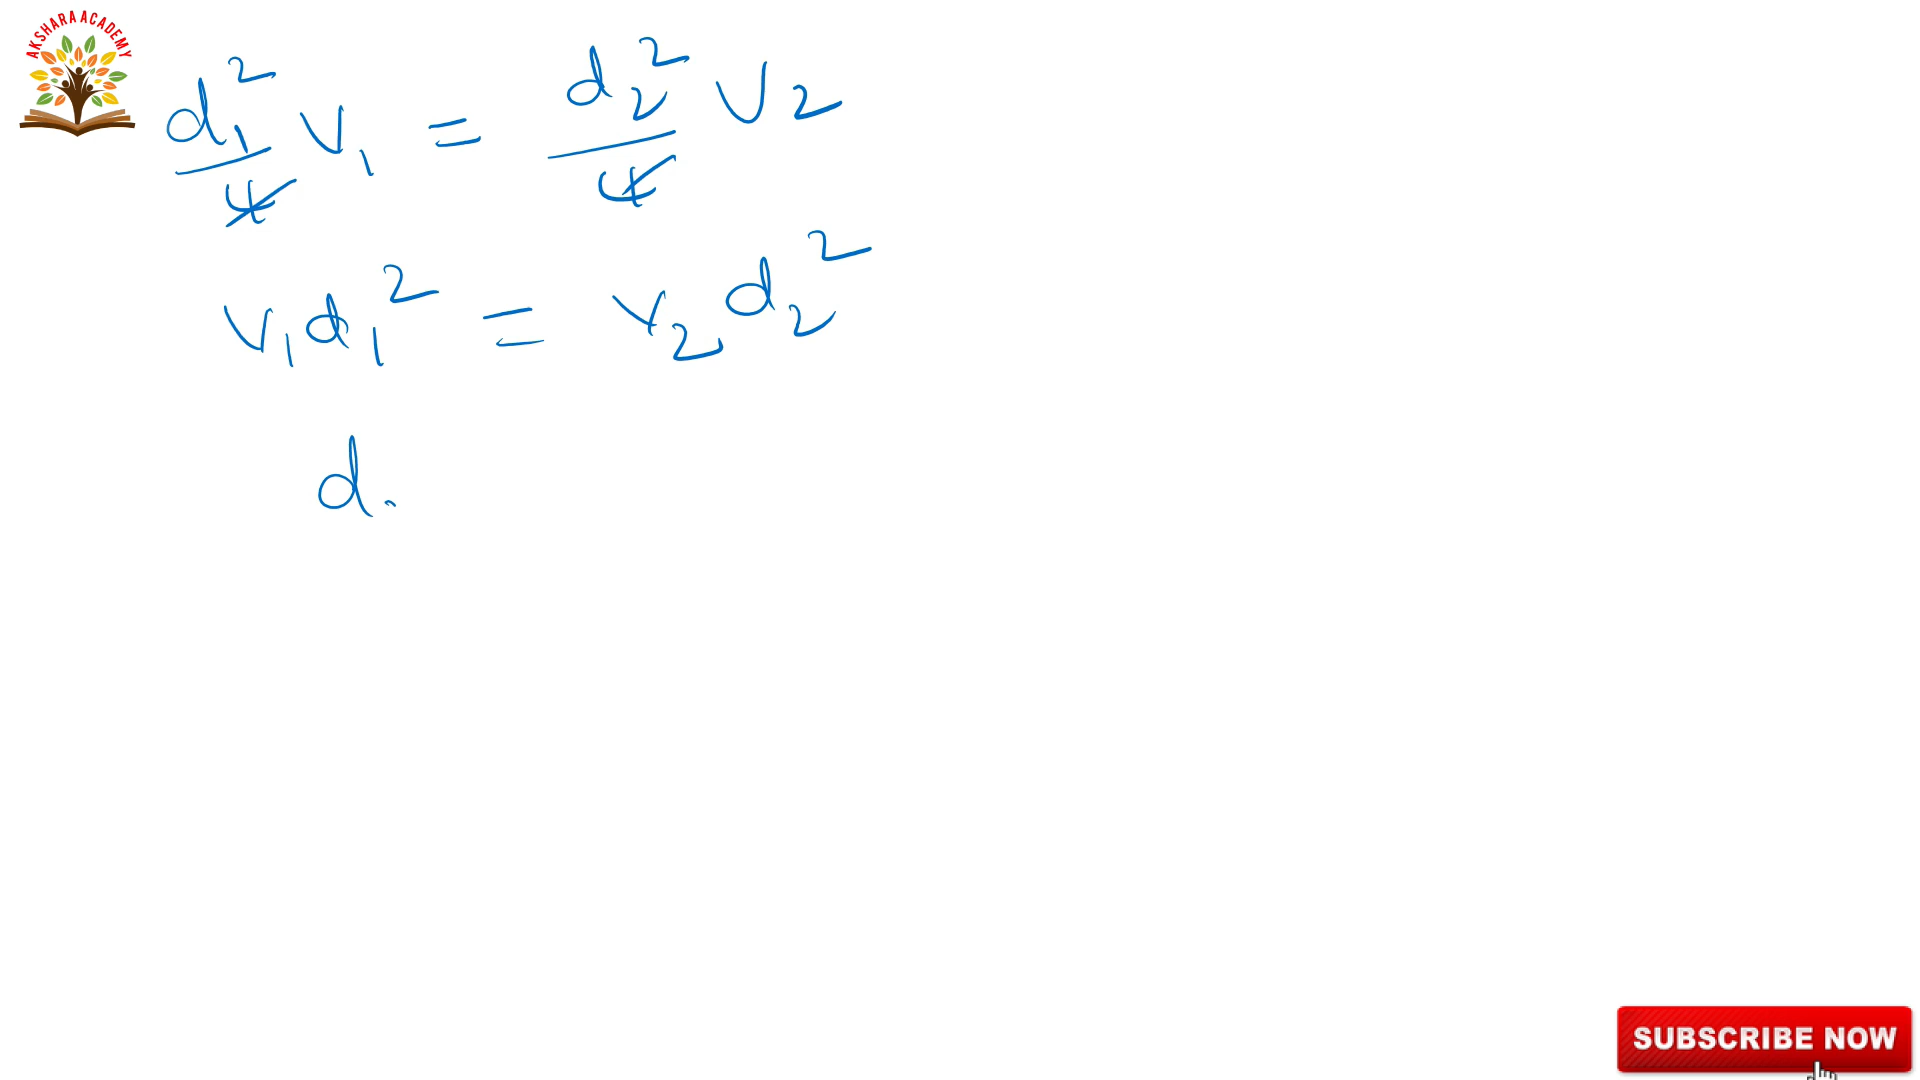 AKSHARA ACADEMY
d₁²/4 V₁ = d₂²/4 V₂
V₁d₁² = V₂d₂²
d.
SUBSCRIBE NOW